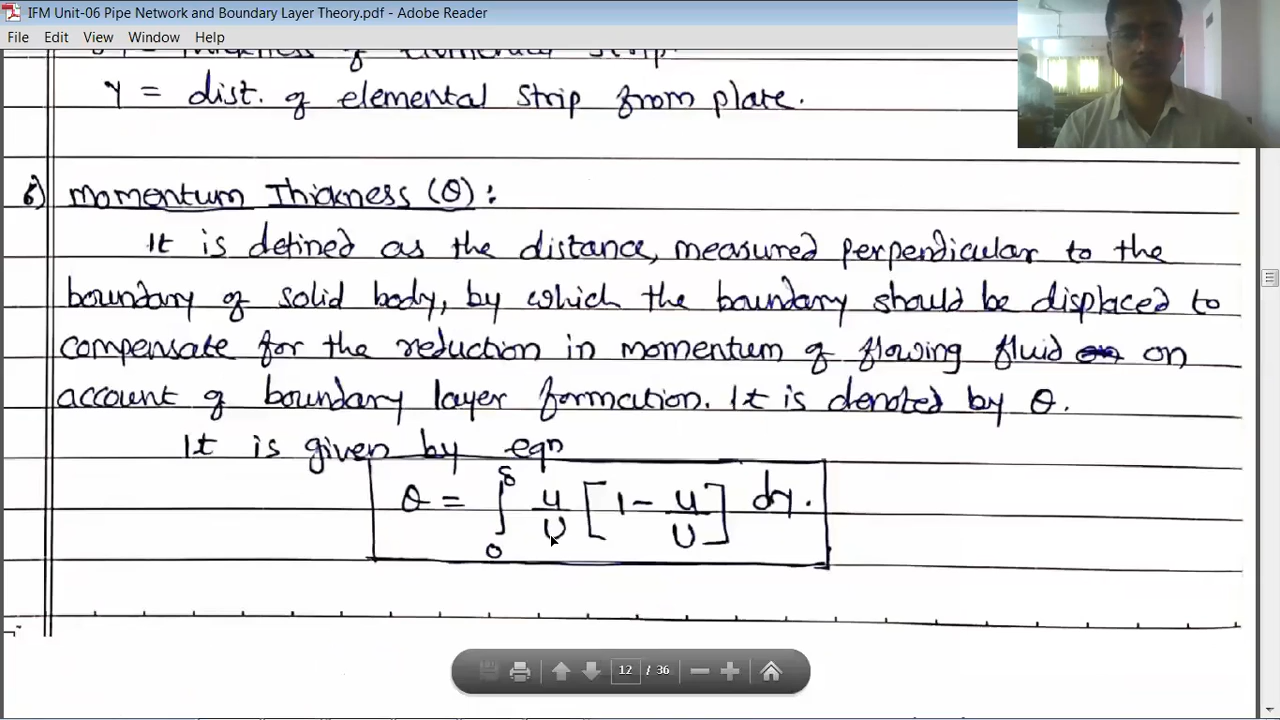 IFM Unit-06 Pipe Network and Boundary Layer Theory.pdf - Adobe Reader
File Edit View Window Help
= Thickness of Elemental strip.
Y = dist. of elemental strip from plate.
6) Momentum Thickness (θ) :
It is defined as the distance, measured perpendicular to the
boundary of solid body, by which the boundary should be displaced to
compensate for the reduction in momentum of flowing fluid on
account of boundary layer formation. It is denoted by θ.
It is given by eqn
θ = ∫₀^δ u/U [1 - u/U] dy.
12 / 36